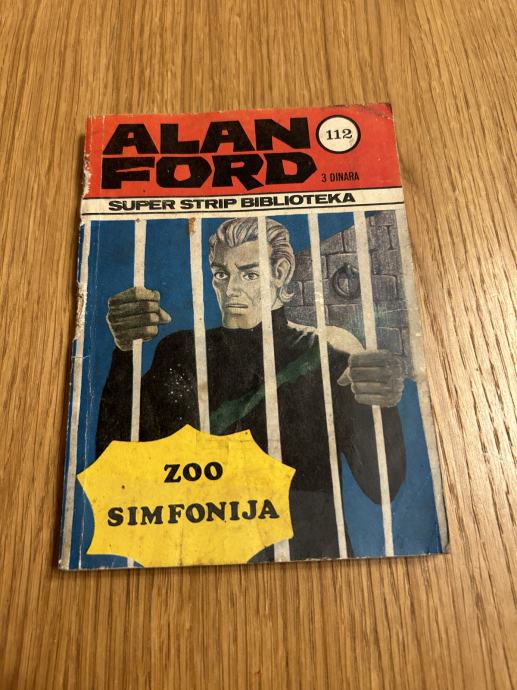 ALAN
FORD
112
3 DINARA
SUPER STRIP BIBLIOTEKA
ZOO
SIMFONIJA